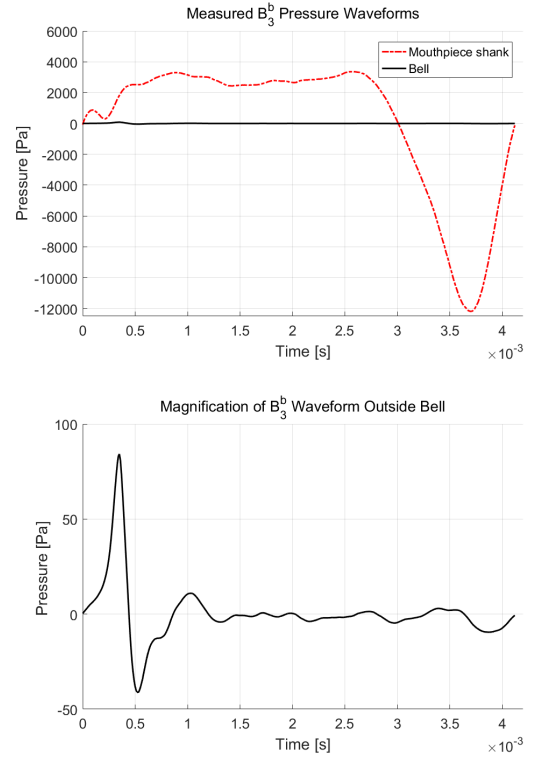 Measured B₃ᵇ Pressure Waveforms
6000
4000
2000
0
-2000
-4000
-6000
-8000
-10000
-12000
Pressure [Pa]
Mouthpiece shank
Bell
0 0.5 1 1.5 2 2.5 3 3.5 4
Time [s]
×10⁻³
Magnification of B₃ᵇ Waveform Outside Bell
100
50
0
-50
Pressure [Pa]
0 0.5 1 1.5 2 2.5 3 3.5 4
Time [s]
×10⁻³